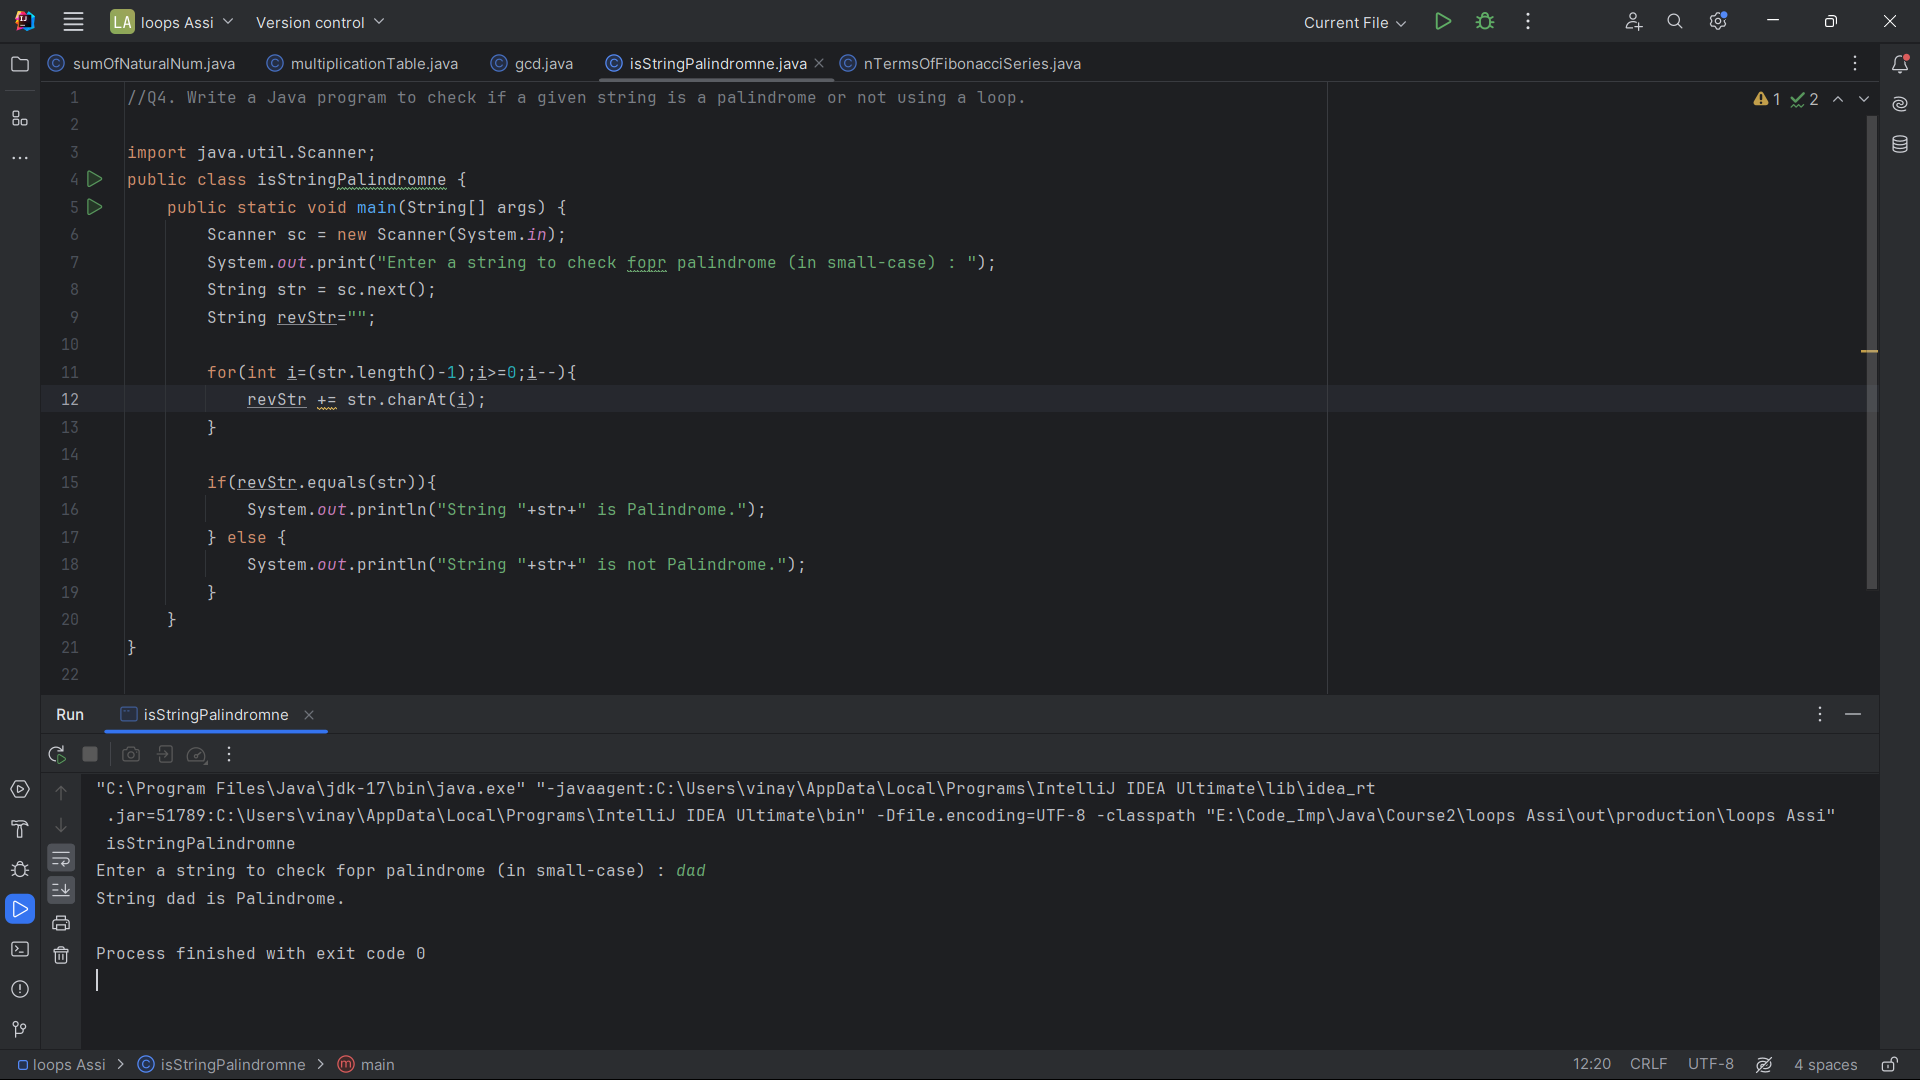 LA loops Assi Version control Current File
sumOfNaturalNum.java multiplicationTable.java gcd.java isStringPalindromne.java nTermsOfFibonacciSeries.java
1 //Q4. Write a Java program to check if a given string is a palindrome or not using a loop. 1 2
2
3 import java.util.Scanner;
4 public class isStringPalindromne {
5 public static void main(String[] args) {
6 Scanner sc = new Scanner(System.in);
7 System.out.print("Enter a string to check fopr palindrome (in small-case) : ");
8 String str = sc.next();
9 String revStr="";
10
11 for(int i=(str.length()-1);i>=0;i--){
12 revStr += str.charAt(i);
13 }
14
15 if(revStr.equals(str)){
16 System.out.println("String "+str+" is Palindrome.");
17 } else {
18 System.out.println("String "+str+" is not Palindrome.");
19 }
20 }
21 }
22
Run isStringPalindromne
"C:\Program Files\Java\jdk-17\bin\java.exe" "-javaagent:C:\Users\vinay\AppData\Local\Programs\IntelliJ IDEA Ultimate\lib\idea_rt
.jar=51789:C:\Users\vinay\AppData\Local\Programs\IntelliJ IDEA Ultimate\bin" -Dfile.encoding=UTF-8 -classpath "E:\Code_Imp\Java\Course2\loops Assi\out\production\loops Assi"
isStringPalindromne
Enter a string to check fopr palindrome (in small-case) : dad
String dad is Palindrome.
Process finished with exit code 0
loops Assi isStringPalindromne main 12:20 CRLF UTF-8 4 spaces